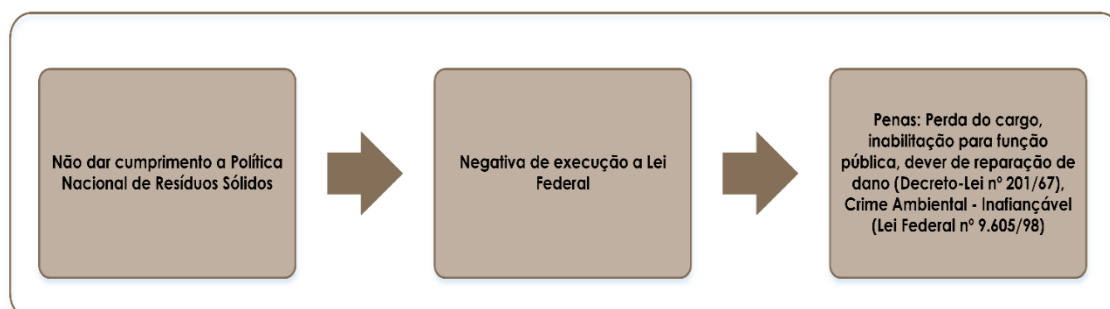 Não dar cumprimento a Política
Nacional de Resíduos Sólidos
Negativa de execução a Lei
Federal
Penas: Perda do cargo,
inabilitação para função
pública, dever de reparação de
dano (Decreto-Lei nº 201/67),
Crime Ambiental - Inafiançável
(Lei Federal nº 9.605/98)